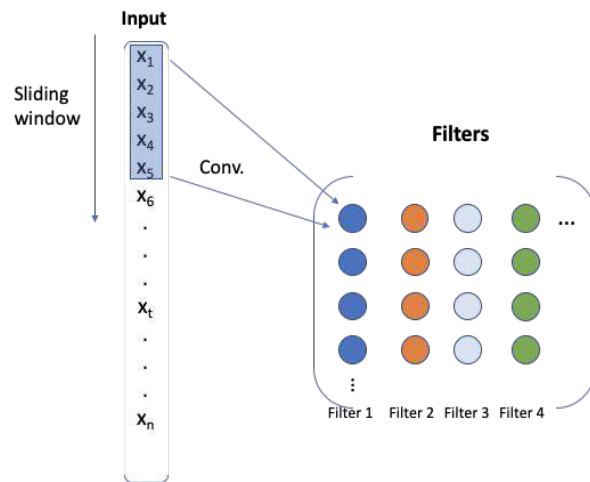 Input
x₁
x₂
x₃
x₄
x₅
x₆
.
.
.
xₜ
.
.
.
xₙ
Sliding
window
Conv.
Filters
...
...
Filter 1 Filter 2 Filter 3 Filter 4